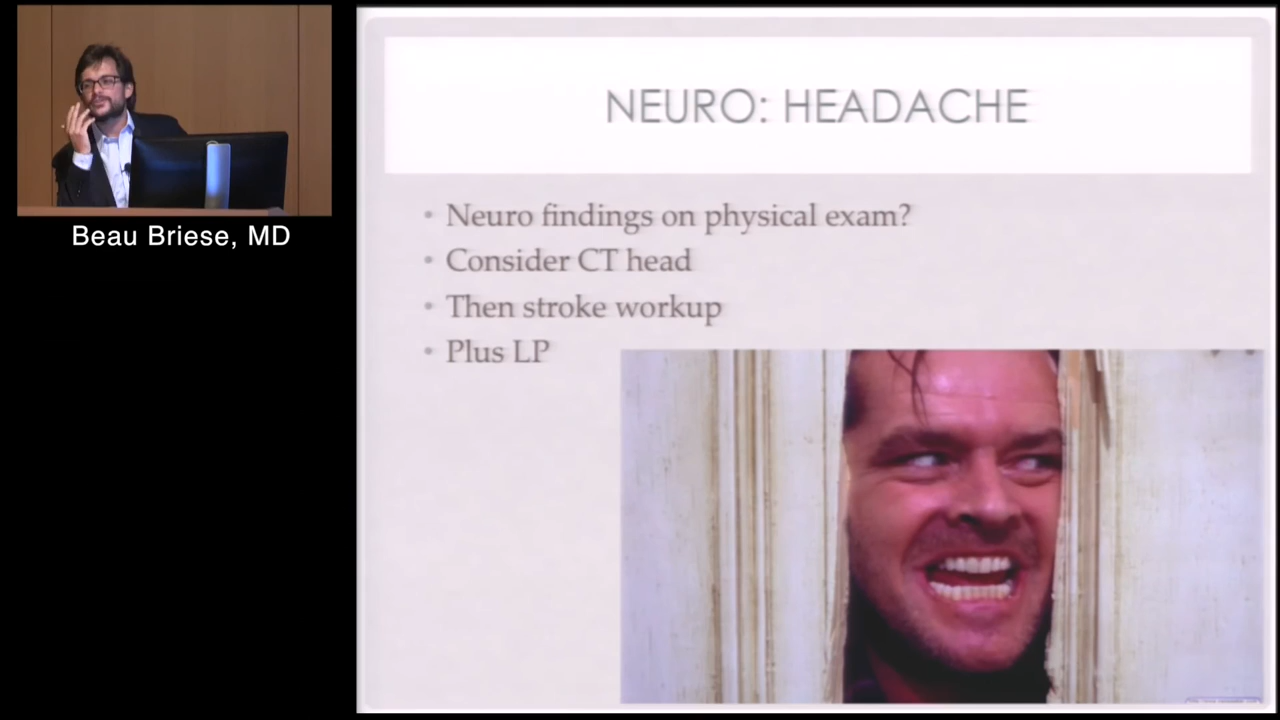 Beau Briese, MD
NEURO: HEADACHE
• Neuro findings on physical exam?
• Consider CT head
• Then stroke workup
• Plus LP